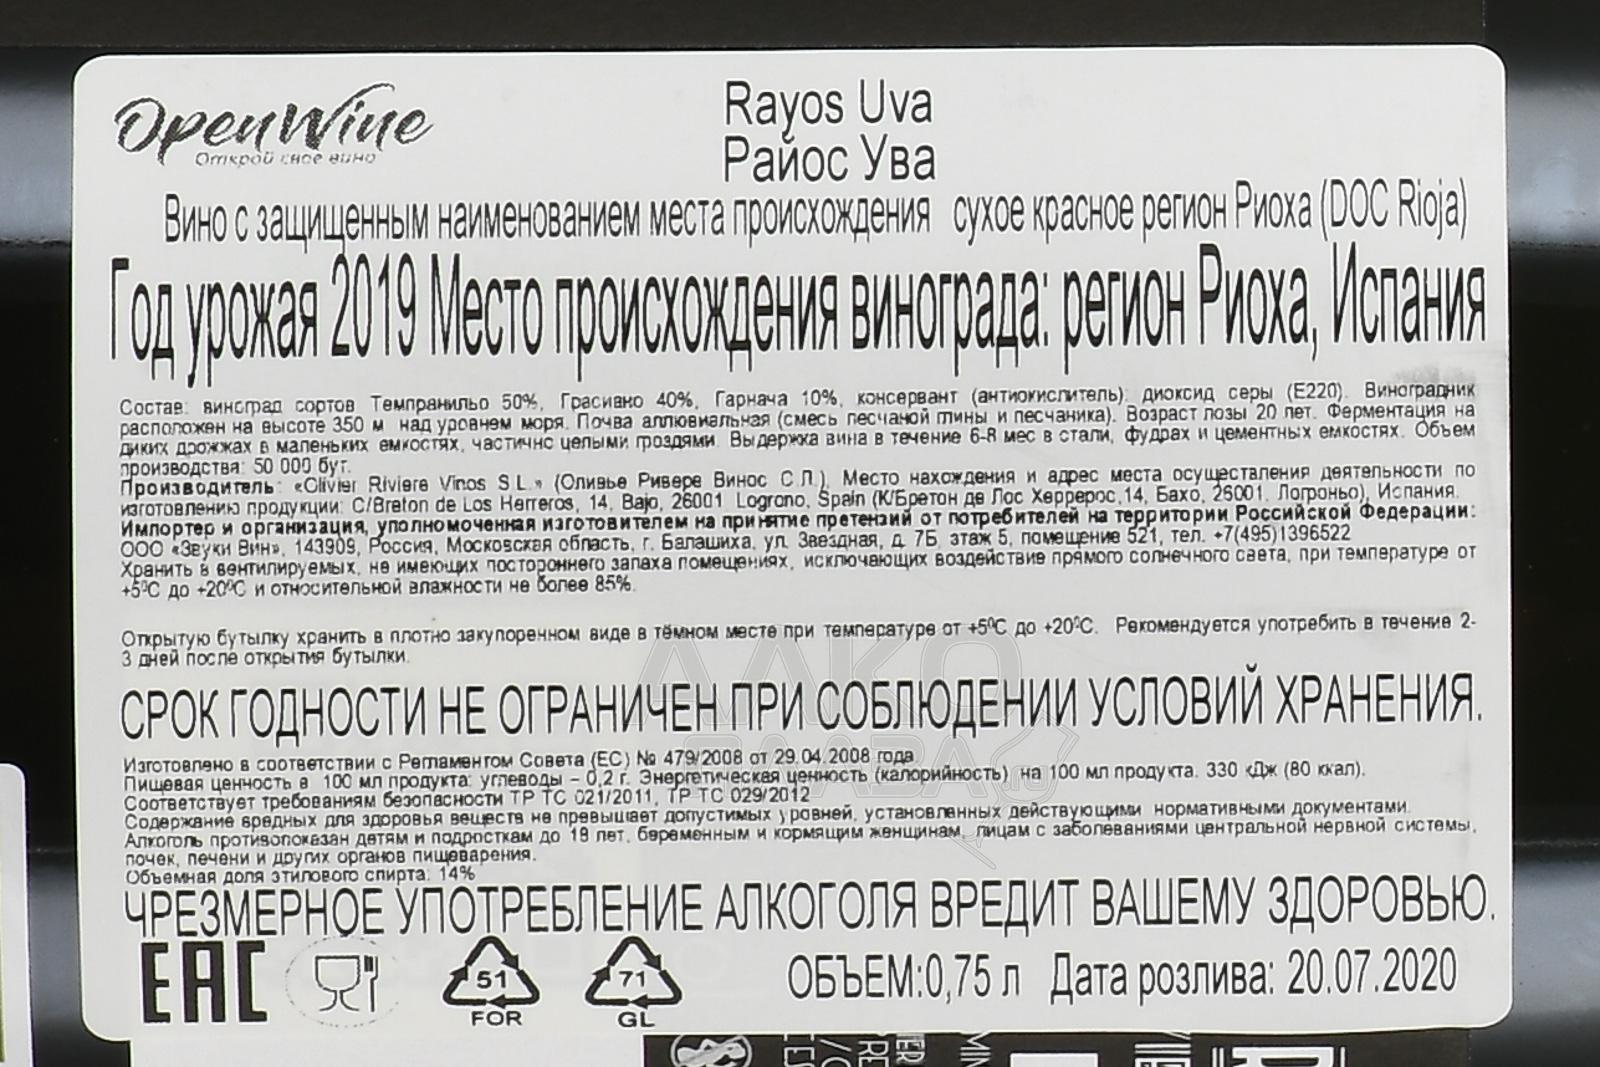 OpenWine
Открой свое вино
Rayos Uva
Райос Ува
Вино с защищенным наименованием места происхождения сухое красное регион Риоха (DOC Rioja)
Год урожая 2019 Место происхождения винограда: регион Риоха, Испания
Состав: виноград сортов Темпранильо 50%, Грасиано 40%, Гарнача 10%, консервант (антиокислитель): диоксид серы (Е220). Виноградник
расположен на высоте 350 м над уровнем моря. Почва аллювиальная (смесь песчаной глины и песчаника). Возраст лозы 20 лет. Ферментация на
диких дрожжах в маленьких емкостях, частично целыми гроздями. Выдержка вина в течение 6-8 мес в стали, фудрах и цементных емкостях. Объем
производства: 50 000 бут.
Производитель: «Olivier Riviere Vinos S.L.» (Оливье Ривере Винос С.Л.). Место нахождения и адрес места осуществления деятельности по
изготовлению продукции: C/Breton de Los Herreros, 14, Bajo, 26001 Logrono, Spain (К/Бретон де Лос Херрерос,14, Бахо, 26001. Логроньо), Испания.
Импортер и организация, уполномоченная изготовителем на принятие претензий от потребителей на территории Российской Федерации:
ООО «Звуки Вин», 143909, Россия, Московская область, г. Балашиха, ул. Звездная, д. 7Б, этаж 5, помещение 521, тел. +7(495)1396522
Хранить в вентилируемых, не имеющих постороннего запаха помещениях, исключающих воздействие прямого солнечного света, при температуре от
+5⁰С до +20⁰С и относительной влажности не более 85%.
Открытую бутылку хранить в плотно закупоренном виде в тёмном месте при температуре от +5⁰С до +20⁰С. Рекомендуется употребить в течение 2-
3 дней после открытия бутылки.
СРОК ГОДНОСТИ НЕ ОГРАНИЧЕН ПРИ СОБЛЮДЕНИИ УСЛОВИЙ ХРАНЕНИЯ.
Изготовлено в соответствии с Регламентом Совета (ЕС) № 479/2008 от 29.04.2008 года.
Пищевая ценность в 100 мл продукта: углеводы – 0,2 г. Энергетическая ценность (калорийность) на 100 мл продукта. 330 кДж (80 ккал).
Соответствует требованиям безопасности ТР ТС 021/2011, ТР ТС 029/2012
Содержание вредных для здоровья веществ не превышает допустимых уровней, установленных действующими нормативными документами.
Алкоголь противопоказан детям и подросткам до 18 лет, беременным и кормящим женщинам, лицам с заболеваниями центральной нервной системы,
почек, печени и других органов пищеварения.
Объемная доля этилового спирта: 14%
ЧРЕЗМЕРНОЕ УПОТРЕБЛЕНИЕ АЛКОГОЛЯ ВРЕДИТ ВАШЕМУ ЗДОРОВЬЮ.
EAC
51
FOR
71
GL
ОБЪЕМ:0,75 л Дата розлива: 20.07.2020
АЛКО
СЛАВА.ru